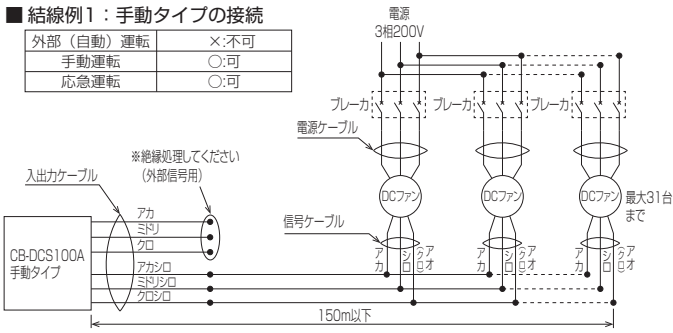 ■ 結線例1：手動タイプの接続
外部（自動）運転 ×:不可
手動運転 ○:可
応急運転 ○:可
電源
3相200V
ブレーカ ブレーカ ブレーカ
電源ケーブル
※絶縁処理してください
（外部信号用）
入出力ケーブル
DCファン DCファン DCファン 最大31台
まで
信号ケーブル
CB-DCS100A
手動タイプ
アカ
ミドリ
クロ
アカシロ
ミドリシロ
クロシロ
アカ シロ （クロ） アオ
アカ シロ （クロ） アオ
アカ シロ （クロ） アオ
150m以下